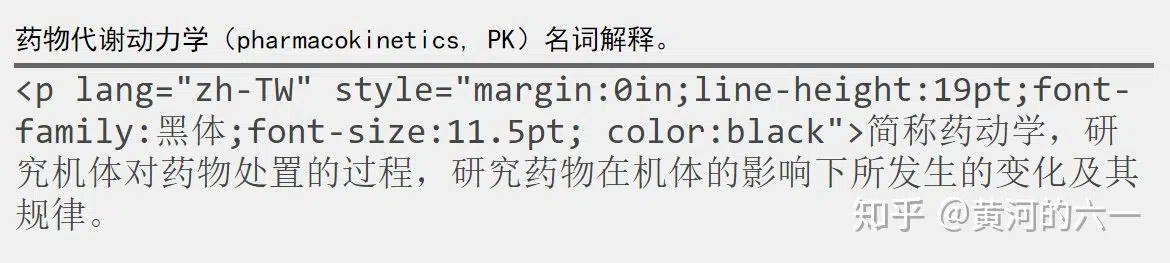 药物代谢动力学（pharmacokinetics, PK）名词解释。
<p lang="zh-TW" style="margin:0in;line-height:19pt;font-
family:黑体;font-size:11.5pt; color:black">简称药动学，研
究机体对药物处置的过程，研究药物在机体的影响下所发生的变化及其
规律。
知乎 @黄河的六一